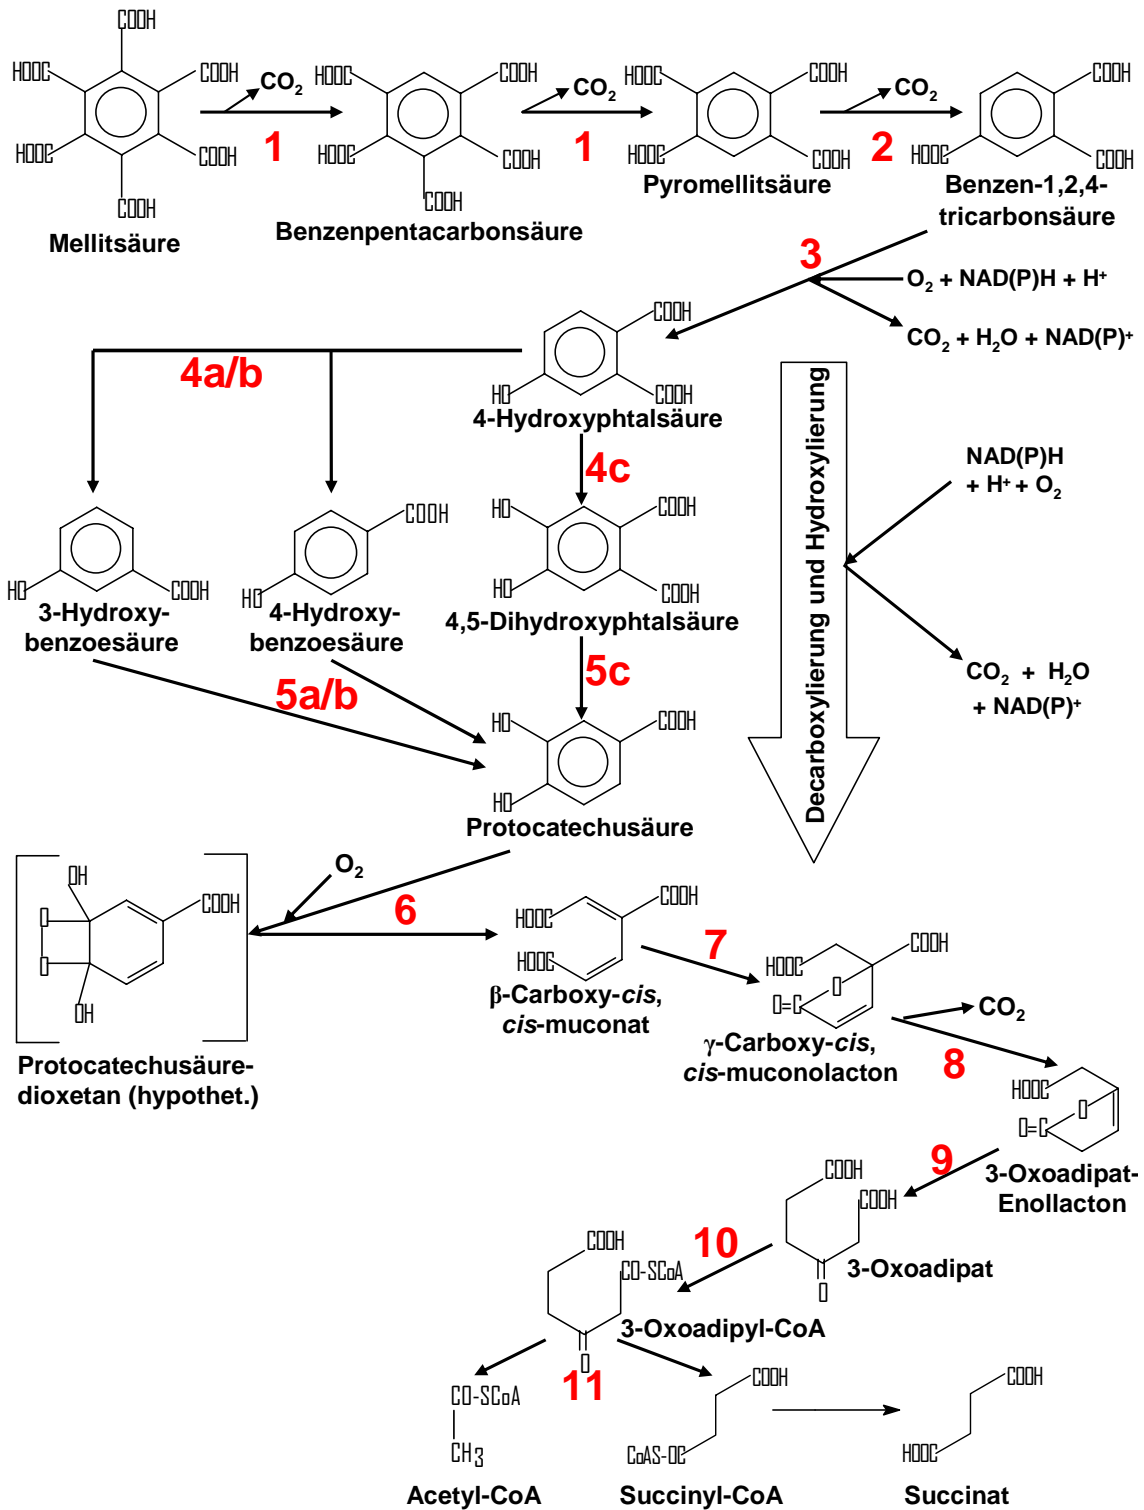 COOH
HOOC
COOH
HOOC
COOH
COOH
Mellitsäure
CO2
1
HOOC
COOH
HOOC
COOH
COOH
Benzenpentacarbonsäure
CO2
1
HOOC
COOH
HOOC
COOH
Pyromellitsäure
CO2
2
COOH
HOOC
COOH
Benzen-1,2,4-
tricarbonsäure
3
O2 + NAD(P)H + H+
CO2 + H2O + NAD(P)+
COOH
HO
COOH
4-Hydroxyphtalsäure
4a/b
4c
HO
COOH
3-Hydroxy-
benzoesäure
COOH
HO
4-Hydroxy-
benzoesäure
HO
COOH
HO
COOH
4,5-Dihydroxyphtalsäure
Decarboxylierung und Hydroxylierung
NAD(P)H
+ H+ + O2
CO2 + H2O
+ NAD(P)+
5a/b
5c
HO
COOH
HO
Protocatechusäure
OH
COOH
O
O
OH
Protocatechusäure-
dioxetan (hypothet.)
O2
6
COOH
HOOC
HOOC
β-Carboxy-cis,
cis-muconat
7
COOH
HOOC
O
O=C
γ-Carboxy-cis,
cis-muconolacton
CO2
8
HOOC
O
O=C
3-Oxoadipat-
Enollacton
9
COOH
COOH
O
3-Oxoadipat
10
COOH
CO-SCoA
O
3-Oxoadipyl-CoA
11
CO-SCoA
CH3
Acetyl-CoA
COOH
CoAS-OC
Succinyl-CoA
COOH
HOOC
Succinat